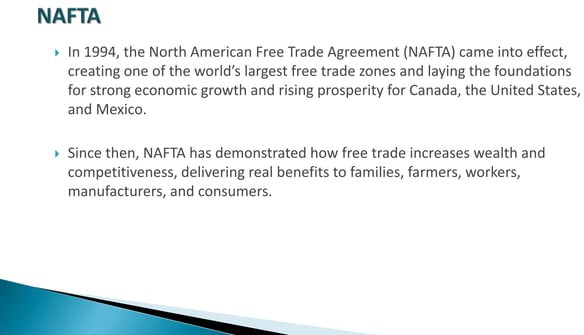 NAFTA
In 1994, the North American Free Trade Agreement (NAFTA) came into effect,
creating one of the world’s largest free trade zones and laying the foundations
for strong economic growth and rising prosperity for Canada, the United States,
and Mexico.
Since then, NAFTA has demonstrated how free trade increases wealth and
competitiveness, delivering real benefits to families, farmers, workers,
manufacturers, and consumers.